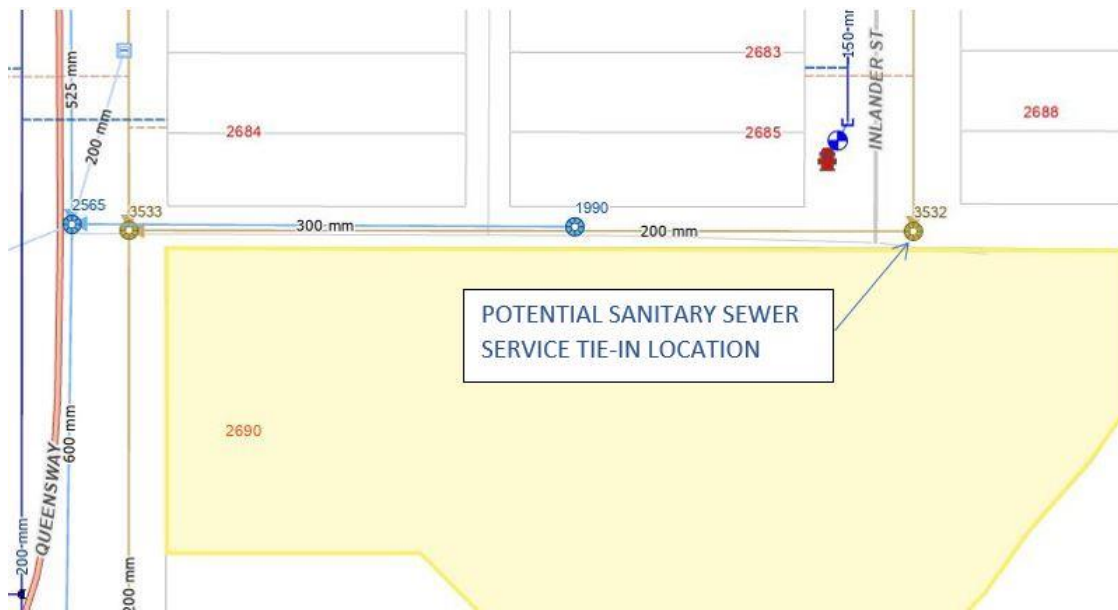 525 mm
200 mm
2684
2683
2685
150-mm
INLANDER ST
2688
2565
3533
300 mm
1990
200 mm
3532
POTENTIAL SANITARY SEWER
SERVICE TIE-IN LOCATION
2690
QUEENSWAY
600 mm
200-mm
200 mm